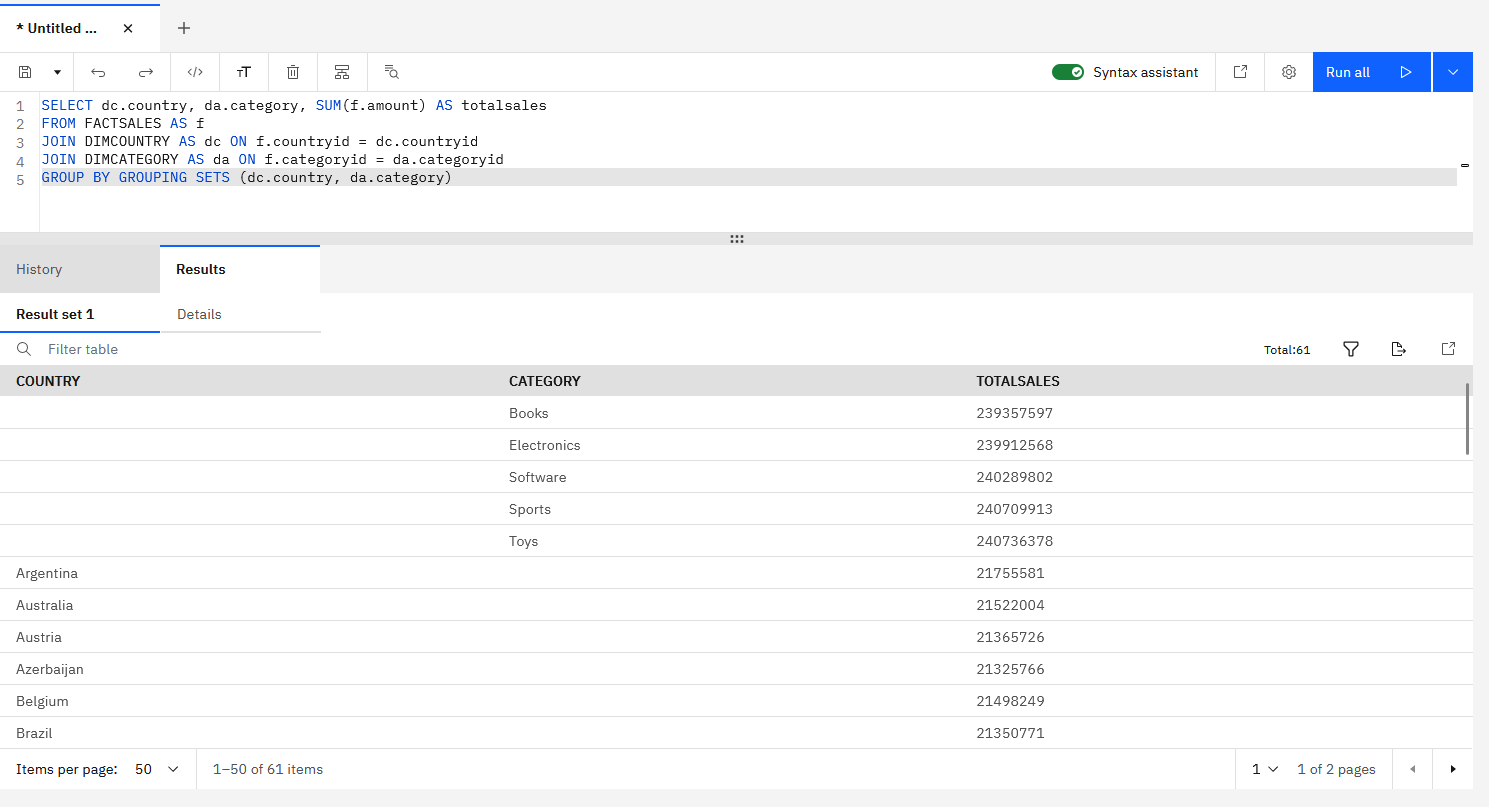 * Untitled ...
Syntax assistant
Run all
1 SELECT dc.country, da.category, SUM(f.amount) AS totalsales
2 FROM FACTSALES AS f
3 JOIN DIMCOUNTRY AS dc ON f.countryid = dc.countryid
4 JOIN DIMCATEGORY AS da ON f.categoryid = da.categoryid
5 GROUP BY GROUPING SETS (dc.country, da.category)
History Results
Result set 1 Details
Filter table Total:61
COUNTRY CATEGORY TOTALSALES
Books 239357597
Electronics 239912568
Software 240289802
Sports 240709913
Toys 240736378
Argentina 21755581
Australia 21522004
Austria 21365726
Azerbaijan 21325766
Belgium 21498249
Brazil 21350771
Items per page: 50 1–50 of 61 items 1 1 of 2 pages